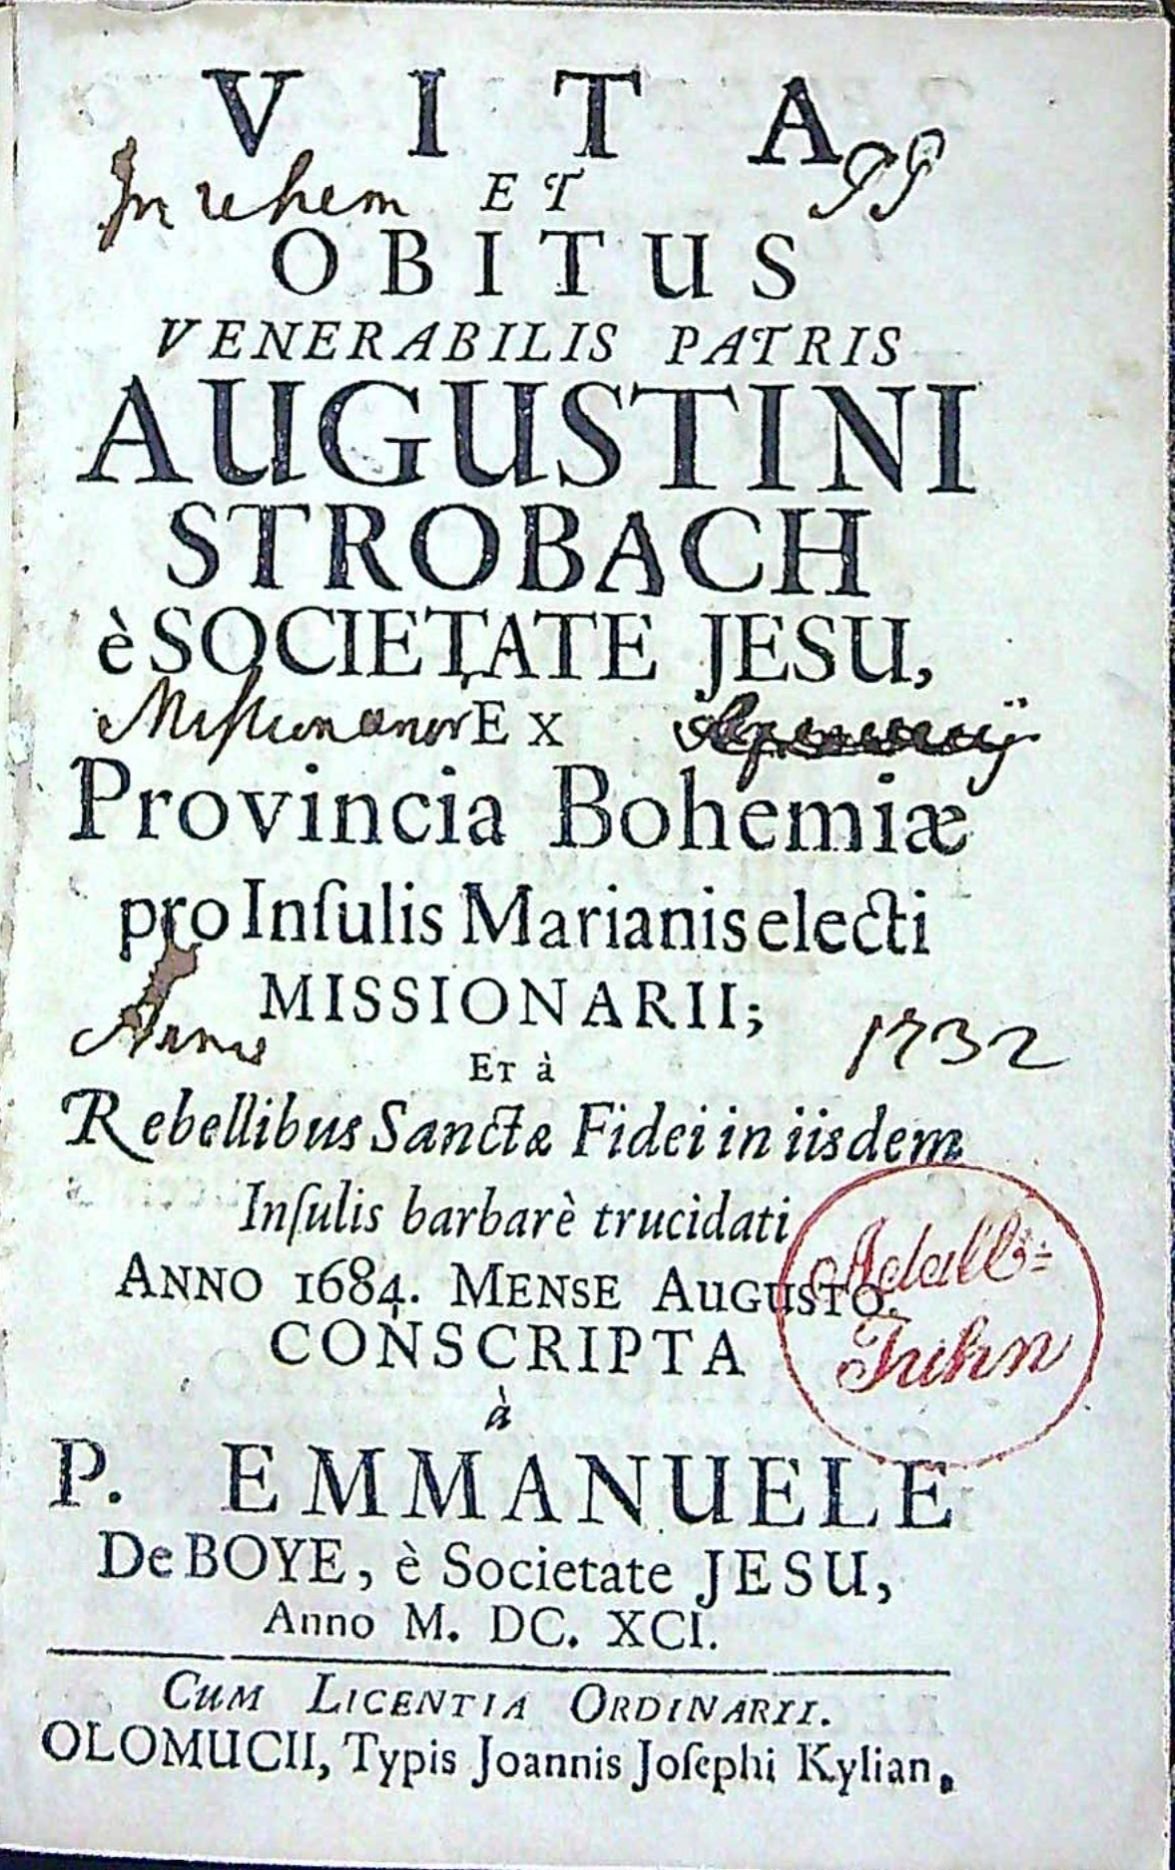 VITA
PP
ET
OBITUS
VENERABILIS PATRIS
AUGUSTINI
STROBACH
è SOCIETATE JESU,
EX
Provincia Bohemiæ
pro Inſulis Marianis electi
MISSIONARII;
Anno 1732
ET à
Rebellibus Sanctæ Fidei in iisdem
Inſulis barbarè trucidati
ANNO 1684. MENSE AUGUSTO.
CONSCRIPTA
à
P. EMMANUELE
De BOYE, è Societate JESU,
Anno M. DC. XCI.
CUM LICENTIA ORDINARII.
OLOMUCII, Typis Joannis Joſephi Kylian.